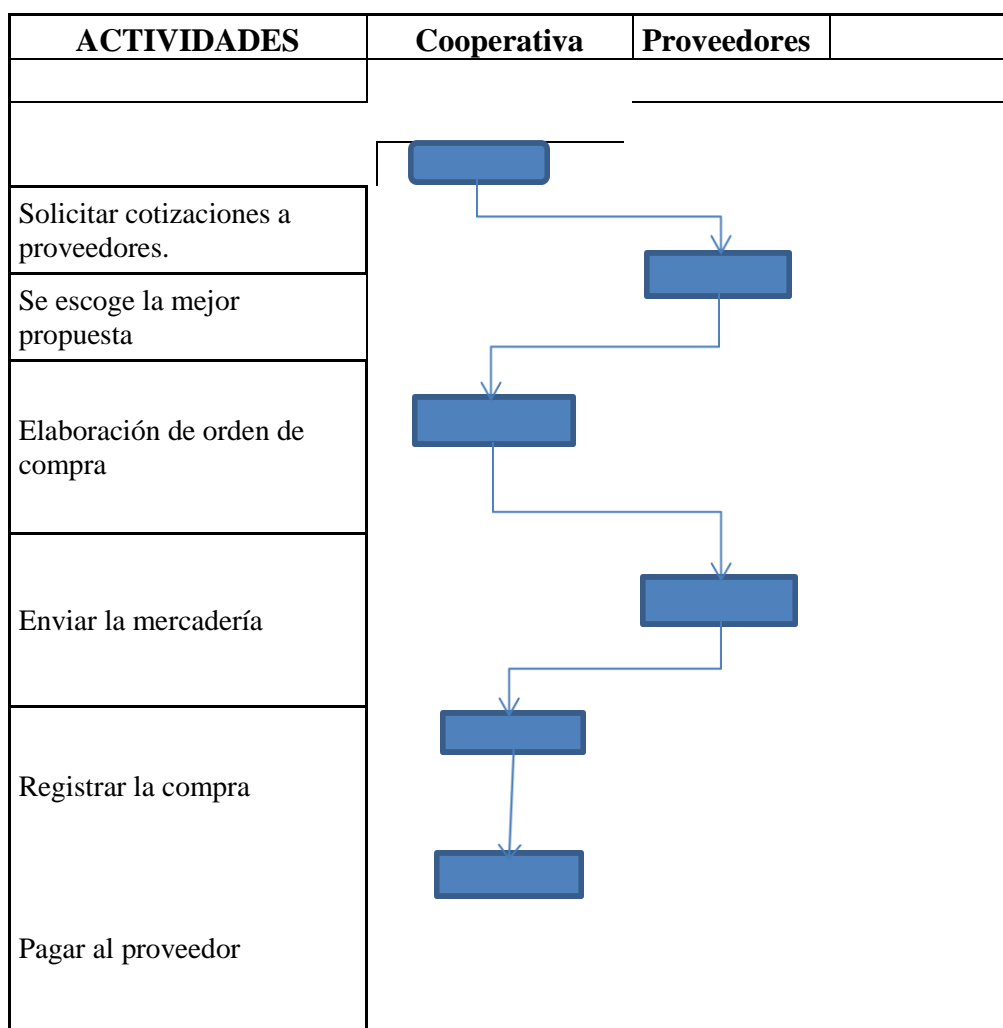 ACTIVIDADES Cooperativa Proveedores
Solicitar cotizaciones a
proveedores.
Se escoge la mejor
propuesta
Elaboración de orden de
compra
Enviar la mercadería
Registrar la compra
Pagar al proveedor